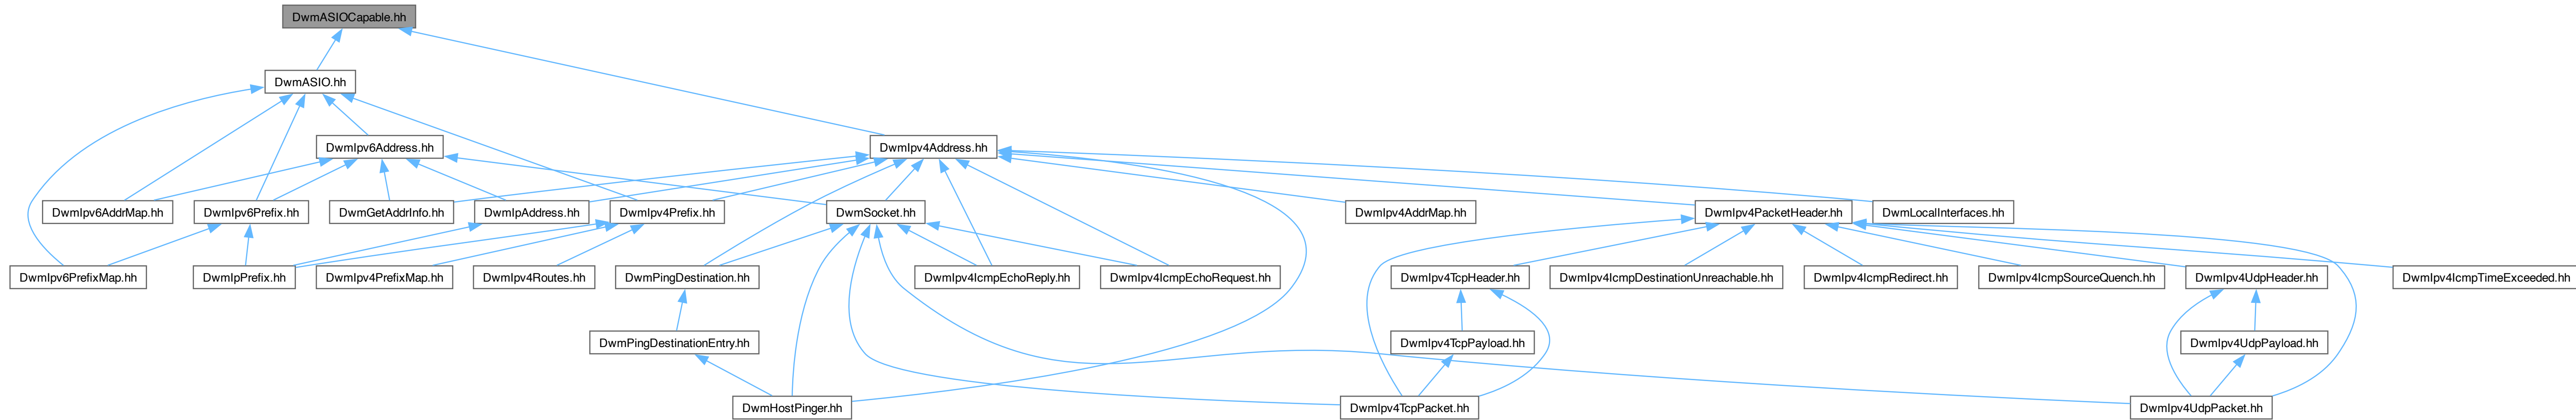 DwmASIOCapable.hh
DwmASIO.hh
DwmIpv6Address.hh
DwmIpv4Address.hh
DwmIpv6AddrMap.hh
DwmIpv6Prefix.hh
DwmGetAddrInfo.hh
DwmIpAddress.hh
DwmIpv4Prefix.hh
DwmSocket.hh
DwmIpv4AddrMap.hh
DwmIpv4PacketHeader.hh
DwmLocalInterfaces.hh
DwmIpv6PrefixMap.hh
DwmIpPrefix.hh
DwmIpv4PrefixMap.hh
DwmIpv4Routes.hh
DwmPingDestination.hh
DwmIpv4IcmpEchoReply.hh
DwmIpv4IcmpEchoRequest.hh
DwmIpv4TcpHeader.hh
DwmIpv4IcmpDestinationUnreachable.hh
DwmIpv4IcmpRedirect.hh
DwmIpv4IcmpSourceQuench.hh
DwmIpv4UdpHeader.hh
DwmIpv4IcmpTimeExceeded.hh
DwmPingDestinationEntry.hh
DwmIpv4TcpPayload.hh
DwmIpv4UdpPayload.hh
DwmHostPinger.hh
DwmIpv4TcpPacket.hh
DwmIpv4UdpPacket.hh